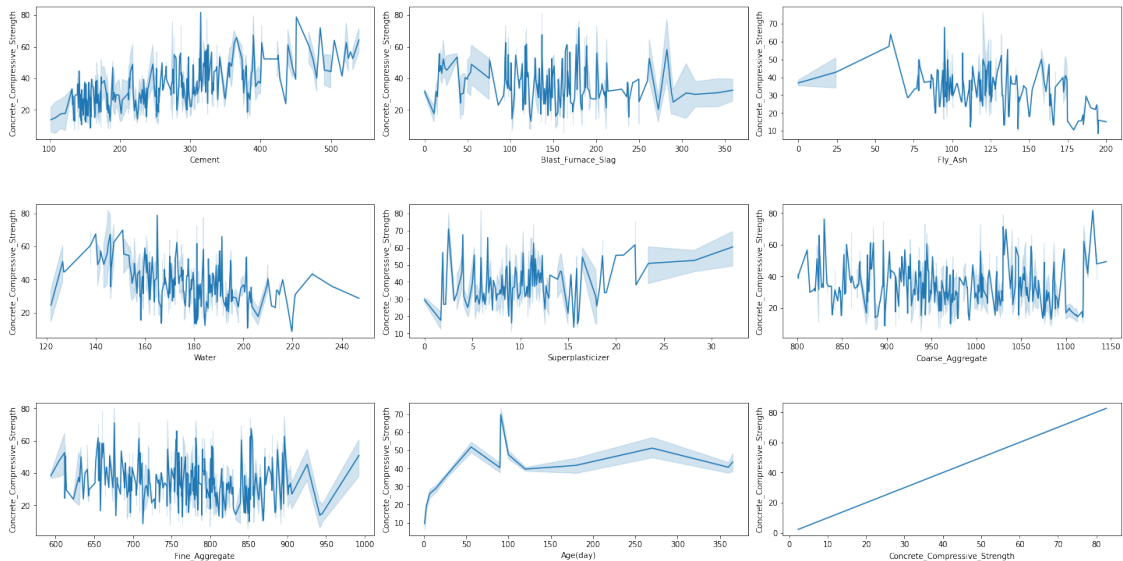 Concrete_Compressive_Strength
80
60
40
20
100 200 300 400 500
Cement
Concrete_Compressive_Strength
80
60
40
20
0 50 100 150 200 250 300 350
Blast_Furnace_Slag
Concrete_Compressive_Strength
70
60
50
40
30
20
10
0 25 50 75 100 125 150 175 200
Fly_Ash
Concrete_Compressive_Strength
80
60
40
20
120 140 160 180 200 220 240
Water
Concrete_Compressive_Strength
80
70
60
50
40
30
20
10
0 5 10 15 20 25 30
Superplasticizer
Concrete_Compressive_Strength
80
60
40
20
800 850 900 950 1000 1050 1100 1150
Coarse_Aggregate
Concrete_Compressive_Strength
80
60
40
20
600 650 700 750 800 850 900 950 1000
Fine_Aggregate
Concrete_Compressive_Strength
70
60
50
40
30
20
10
0 50 100 150 200 250 300 350
Age(day)
Concrete_Compressive_Strength
80
60
40
20
0
0 10 20 30 40 50 60 70 80
Concrete_Compressive_Strength